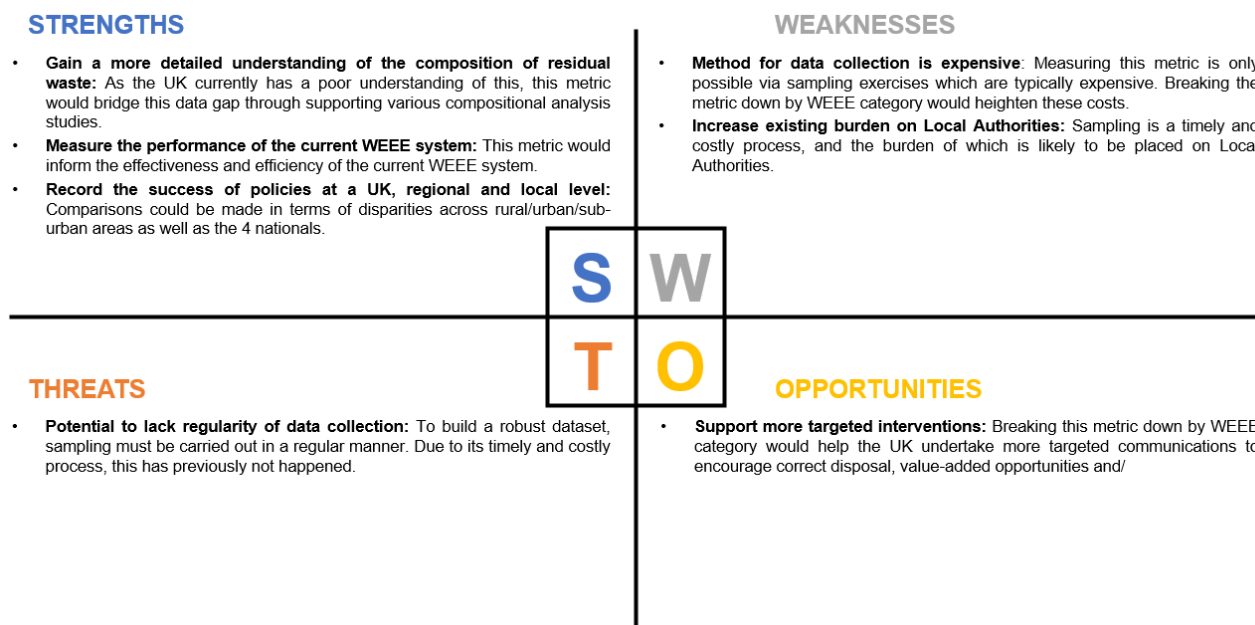 STRENGTHS
• Gain a more detailed understanding of the composition of residual
waste: As the UK currently has a poor understanding of this, this metric
would bridge this data gap through supporting various compositional analysis
studies.
• Measure the performance of the current WEEE system: This metric would
inform the effectiveness and efficiency of the current WEEE system.
• Record the success of policies at a UK, regional and local level:
Comparisons could be made in terms of disparities across rural/urban/sub-
urban areas as well as the 4 nationals.
WEAKNESSES
• Method for data collection is expensive: Measuring this metric is only
possible via sampling exercises which are typically expensive. Breaking the
metric down by WEEE category would heighten these costs.
• Increase existing burden on Local Authorities: Sampling is a timely and
costly process, and the burden of which is likely to be placed on Local
Authorities.
S W
T O
THREATS
• Potential to lack regularity of data collection: To build a robust dataset,
sampling must be carried out in a regular manner. Due to its timely and costly
process, this has previously not happened.
OPPORTUNITIES
• Support more targeted interventions: Breaking this metric down by WEEE
category would help the UK undertake more targeted communications to
encourage correct disposal, value-added opportunities and/